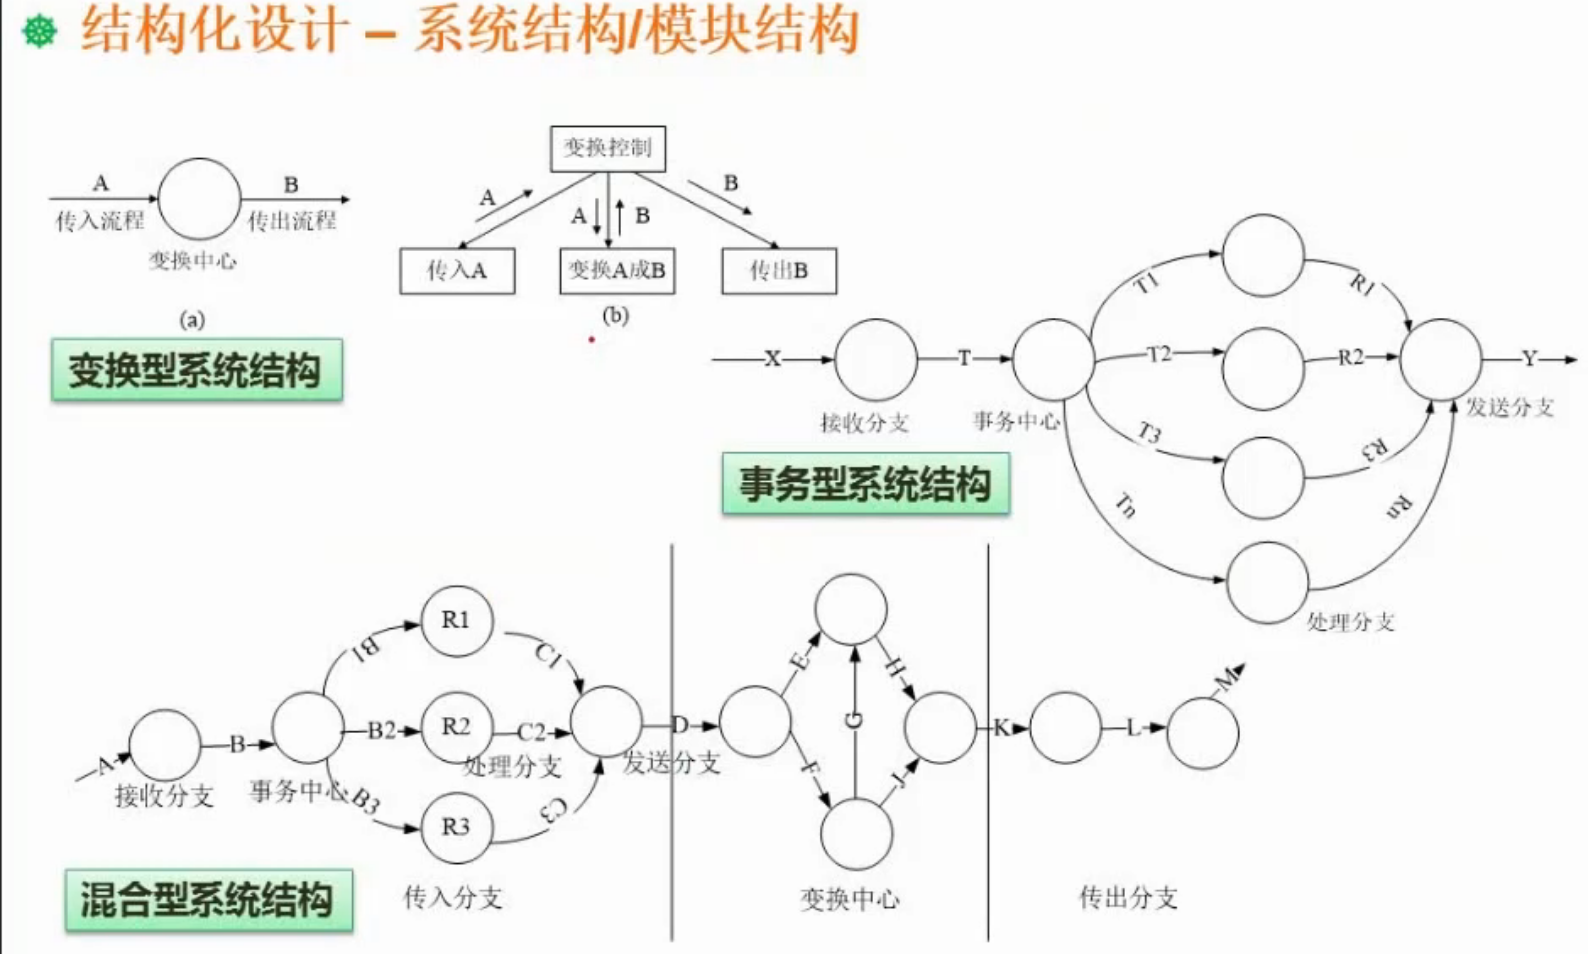 结构化设计 – 系统结构/模块结构
A
传入流程
变换中心
B
传出流程
(a)
变换型系统结构
变换控制
A
A
B
B
传入A
变换A成B
传出B
(b)
X
接收分支
T
事务中心
T1
T2
T3
Tn
R1
R2
R3
Rn
Y
发送分支
处理分支
事务型系统结构
A
接收分支
B
事务中心
B1
B2
B3
R1
R2
R3
C1
C2
C3
处理分支
发送分支
传入分支
D
E
F
G
H
J
变换中心
K
L
M
传出分支
混合型系统结构